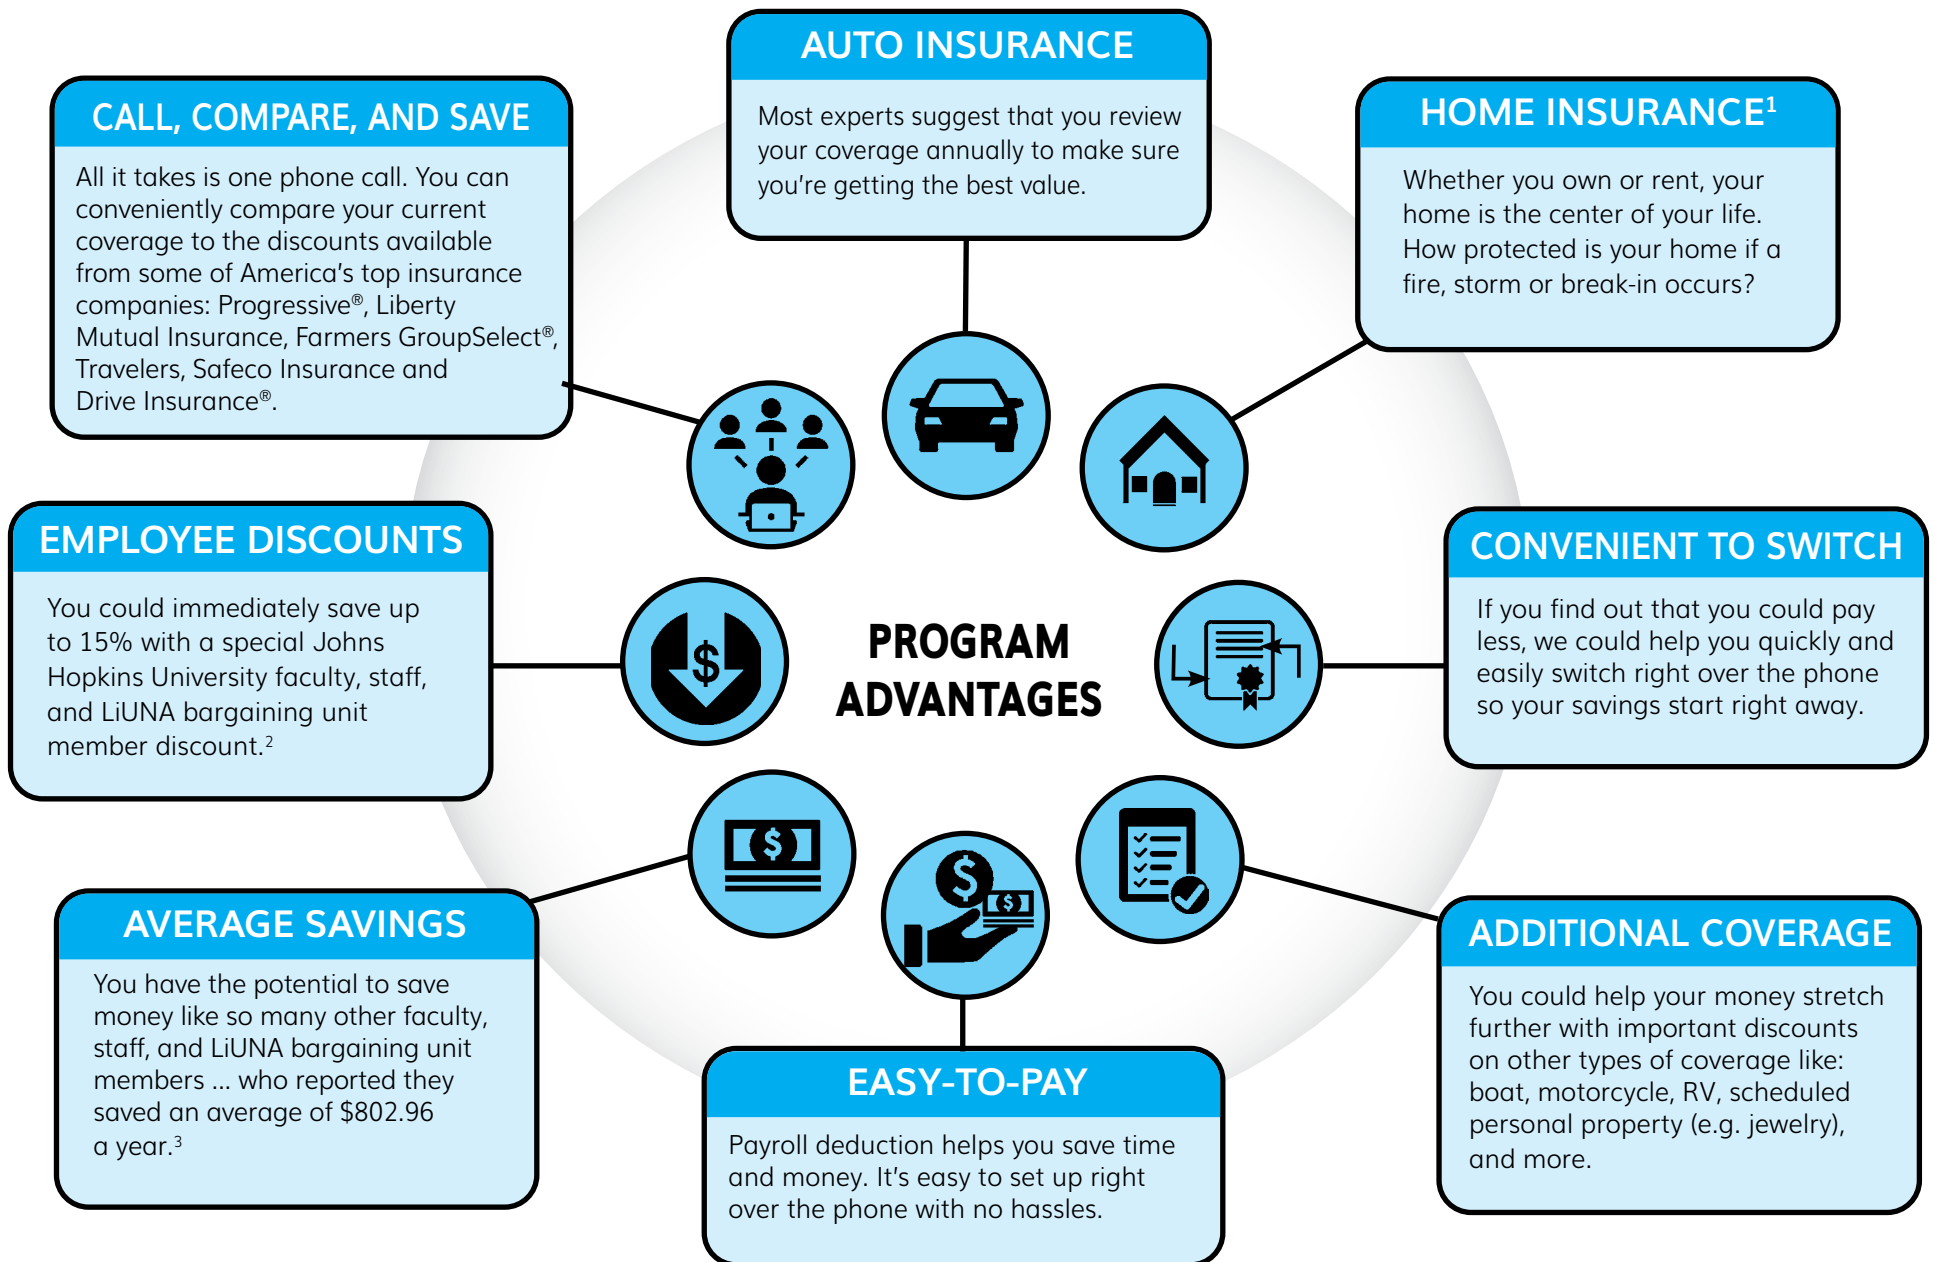 AUTO INSURANCE
Most experts suggest that you review
your coverage annually to make sure
you're getting the best value.
CALL, COMPARE, AND SAVE
All it takes is one phone call. You can
conveniently compare your current
coverage to the discounts available
from some of America's top insurance
companies: Progressive®, Liberty
Mutual Insurance, Farmers GroupSelect®,
Travelers, Safeco Insurance and
Drive Insurance®.
HOME INSURANCE¹
Whether you own or rent, your
home is the center of your life.
How protected is your home if a
fire, storm or break-in occurs?
EMPLOYEE DISCOUNTS
You could immediately save up
to 15% with a special Johns
Hopkins University faculty, staff,
and LiUNA bargaining unit
member discount.²
$
PROGRAM
ADVANTAGES
CONVENIENT TO SWITCH
If you find out that you could pay
less, we could help you quickly and
easily switch right over the phone
so your savings start right away.
$
$
$
AVERAGE SAVINGS
You have the potential to save
money like so many other faculty,
staff, and LiUNA bargaining unit
members ... who reported they
saved an average of $802.96
a year.³
EASY-TO-PAY
Payroll deduction helps you save time
and money. It's easy to set up right
over the phone with no hassles.
ADDITIONAL COVERAGE
You could help your money stretch
further with important discounts
on other types of coverage like:
boat, motorcycle, RV, scheduled
personal property (e.g. jewelry),
and more.